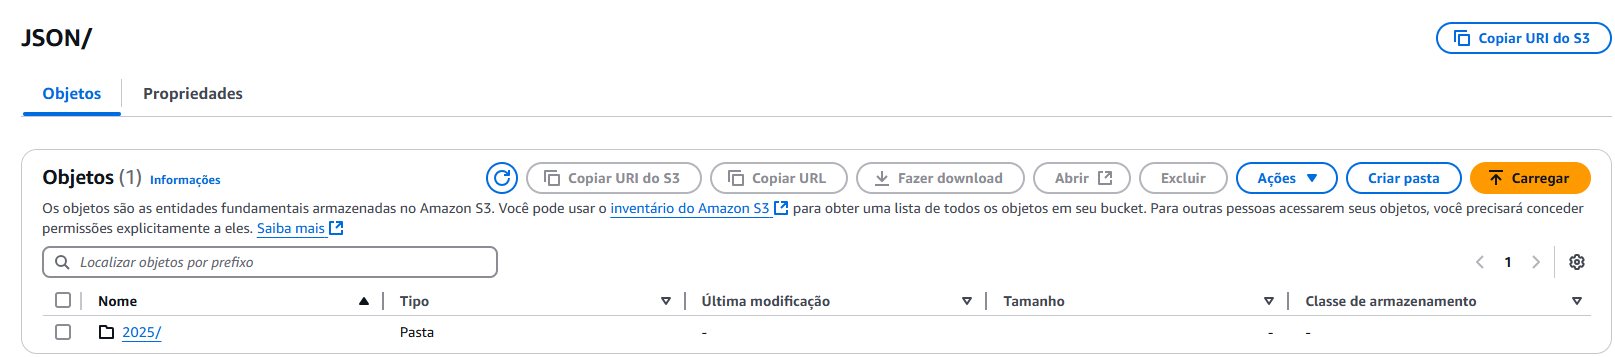 JSON/
Copiar URI do S3
Objetos
Propriedades
Objetos (1) Informações
Copiar URI do S3
Copiar URL
Fazer download
Abrir
Excluir
Ações
Criar pasta
Carregar
Os objetos são as entidades fundamentais armazenadas no Amazon S3. Você pode usar o inventário do Amazon S3 para obter uma lista de todos os objetos em seu bucket. Para outras pessoas acessarem seus objetos, você precisará conceder
permissões explicitamente a eles. Saiba mais
Localizar objetos por prefixo
1
Nome Tipo Última modificação Tamanho Classe de armazenamento
2025/ Pasta - - -